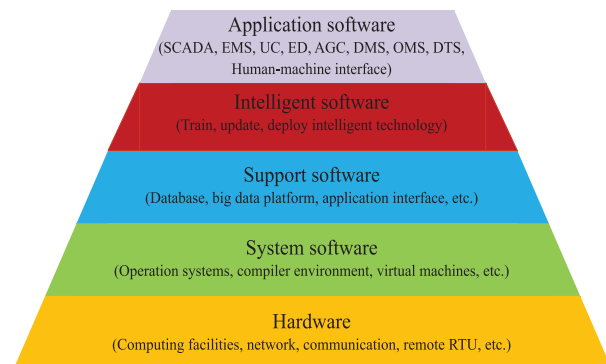 Application software
(SCADA, EMS, UC, ED, AGC, DMS, OMS, DTS,
Human-machine interface)
Intelligent software
(Train, update, deploy intelligent technology)
Support software
(Database, big data platform, application interface, etc.)
System software
(Operation systems, compiler environment, virtual machines, etc.)
Hardware
(Computing facilities, network, communication, remote RTU, etc.)